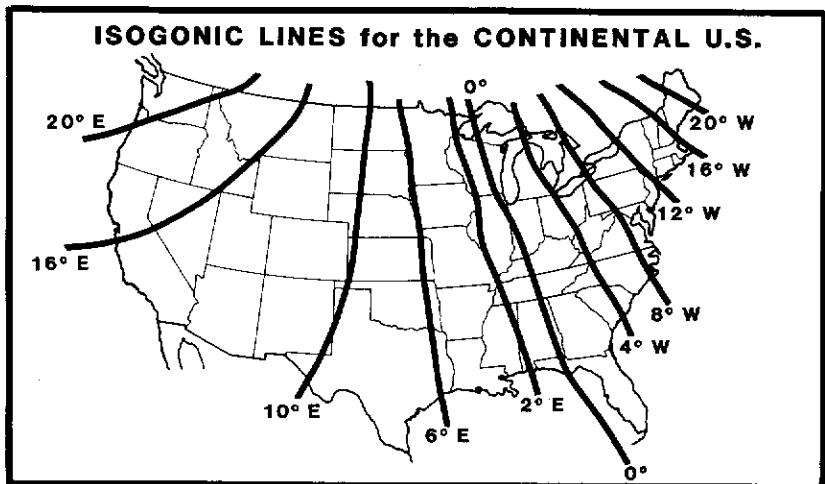 ISOGONIC LINES for the CONTINENTAL U.S.
0°
20° E
20° W
16° W
12° W
16° E
8° W
4° W
10° E
2° E
6° E
0°